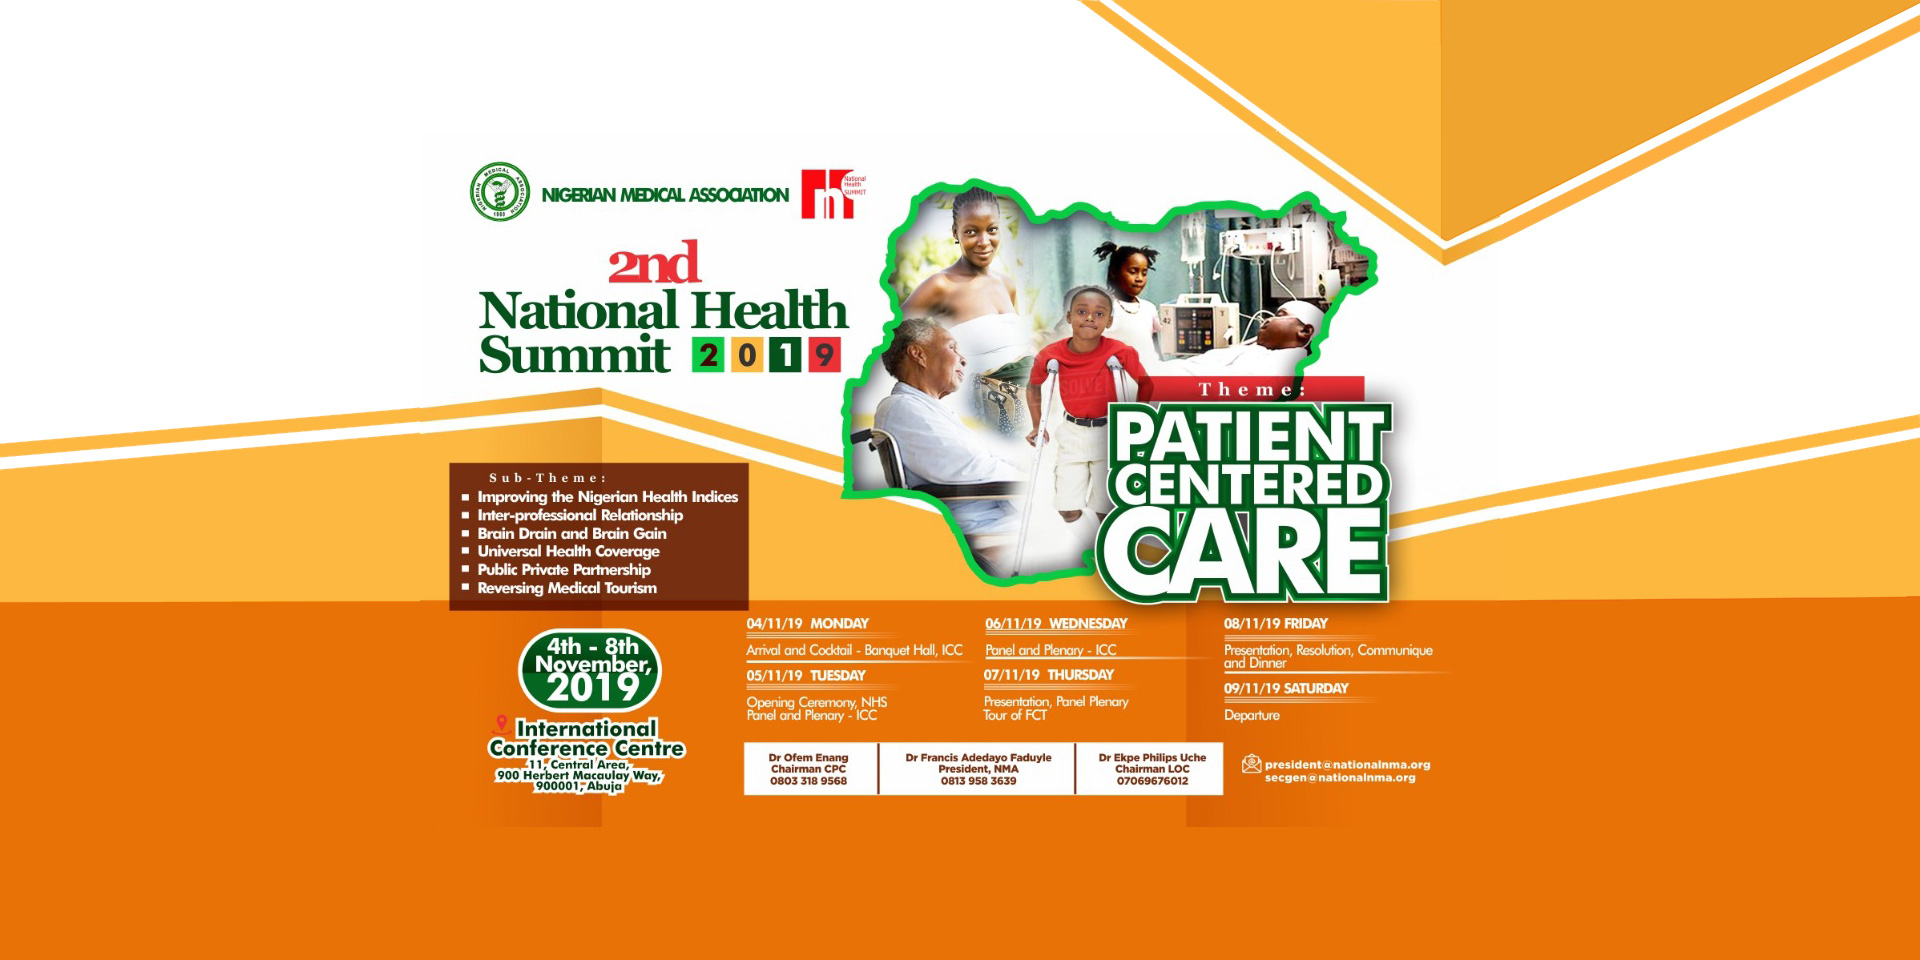 NIGERIAN MEDICAL ASSOCIATION
1960
NIGERIAN MEDICAL ASSOCIATION
National
Health
SUMMIT
2nd
National Health
Summit 2019
Theme:
PATIENT
CENTERED
CARE
Sub-Theme:
Improving the Nigerian Health Indices
Inter-professional Relationship
Brain Drain and Brain Gain
Universal Health Coverage
Public Private Partnership
Reversing Medical Tourism
4th - 8th
November,
2019
International
Conference Centre
11, Central Area,
900 Herbert Macaulay Way,
900001, Abuja
04/11/19 MONDAY
Arrival and Cocktail - Banquet Hall, ICC
05/11/19 TUESDAY
Opening Ceremony, NHS
Panel and Plenary - ICC
06/11/19 WEDNESDAY
Panel and Plenary - ICC
07/11/19 THURSDAY
Presentation, Panel Plenary
Tour of FCT
08/11/19 FRIDAY
Presentation, Resolution, Communique
and Dinner
09/11/19 SATURDAY
Departure
Dr Ofem Enang
Chairman CPC
0803 318 9568
Dr Francis Adedayo Faduyle
President, NMA
0813 958 3639
Dr Ekpe Philips Uche
Chairman LOC
07069676012
president@nationalnma.org
secgen@nationalnma.org